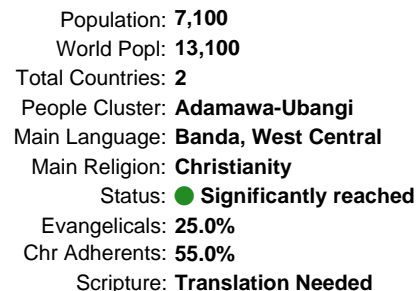 Population: 7,100
World Popl: 13,100
Total Countries: 2
People Cluster: Adamawa-Ubangi
Main Language: Banda, West Central
Main Religion: Christianity
Status: Significantly reached
Evangelicals: 25.0%
Chr Adherents: 55.0%
Scripture: Translation Needed